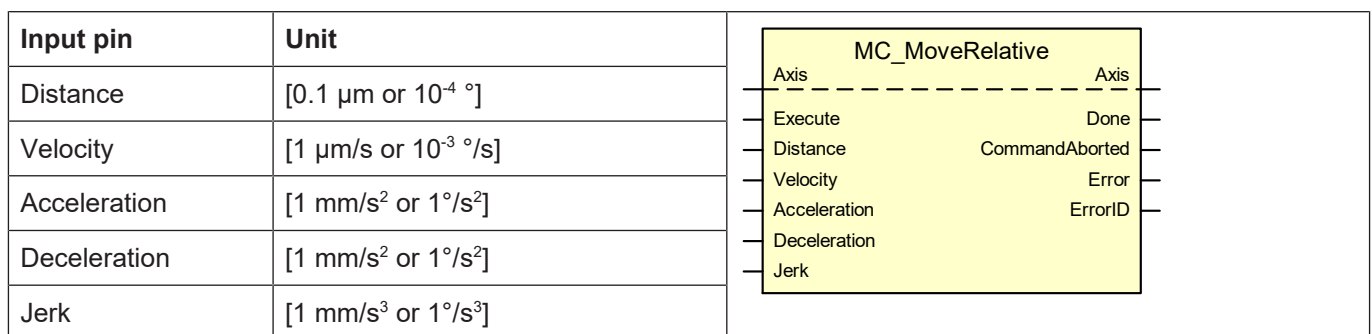 Input pin Unit
Distance [0.1 µm or 10⁻⁴ °]
Velocity [1 µm/s or 10⁻³ °/s]
Acceleration [1 mm/s² or 1°/s²]
Deceleration [1 mm/s² or 1°/s²]
Jerk [1 mm/s³ or 1°/s³]
MC_MoveRelative
Axis Axis
Execute Done
Distance CommandAborted
Velocity Error
Acceleration ErrorID
Deceleration
Jerk